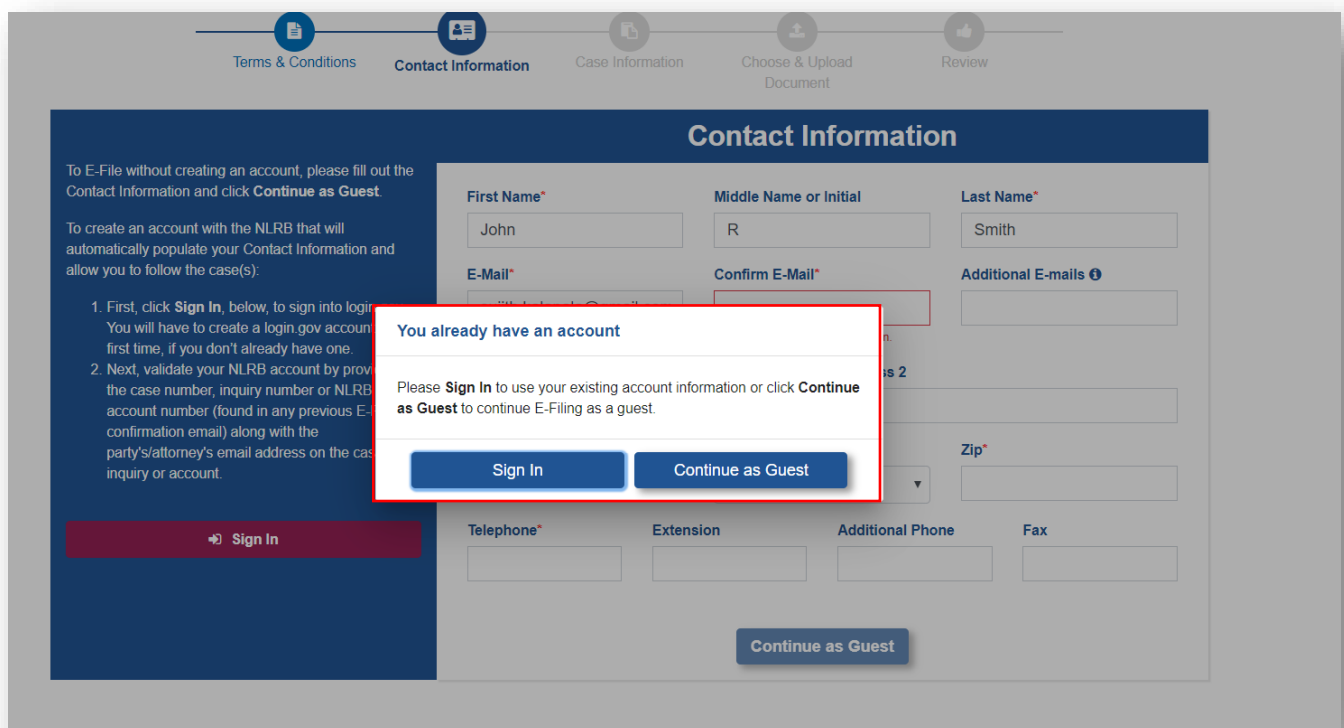 Terms & Conditions
Contact Information
Case Information
Choose & Upload
Document
Review
Contact Information
To E-File without creating an account, please fill out the
Contact Information and click Continue as Guest.
To create an account with the NLRB that will
automatically populate your Contact Information and
allow you to follow the case(s):
1. First, click Sign In, below, to sign into
You will have to create a login.gov
first time, if you don't already have one.
2. Next, validate your NLRB account by
the case number, inquiry number or NLRB
account number (found in any previous
confirmation email) along with the
party's/attorney's email address on the
inquiry or account.
Sign In
First Name*
Middle Name or Initial
Last Name*
John
R
Smith
E-Mail*
Confirm E-Mail*
Additional E-mails
You already have an account
Please Sign In to use your existing account information or click Continue
as Guest to continue E-Filing as a guest.
Sign In
Continue as Guest
2
Zip*
Telephone*
Extension
Additional Phone
Fax
Continue as Guest